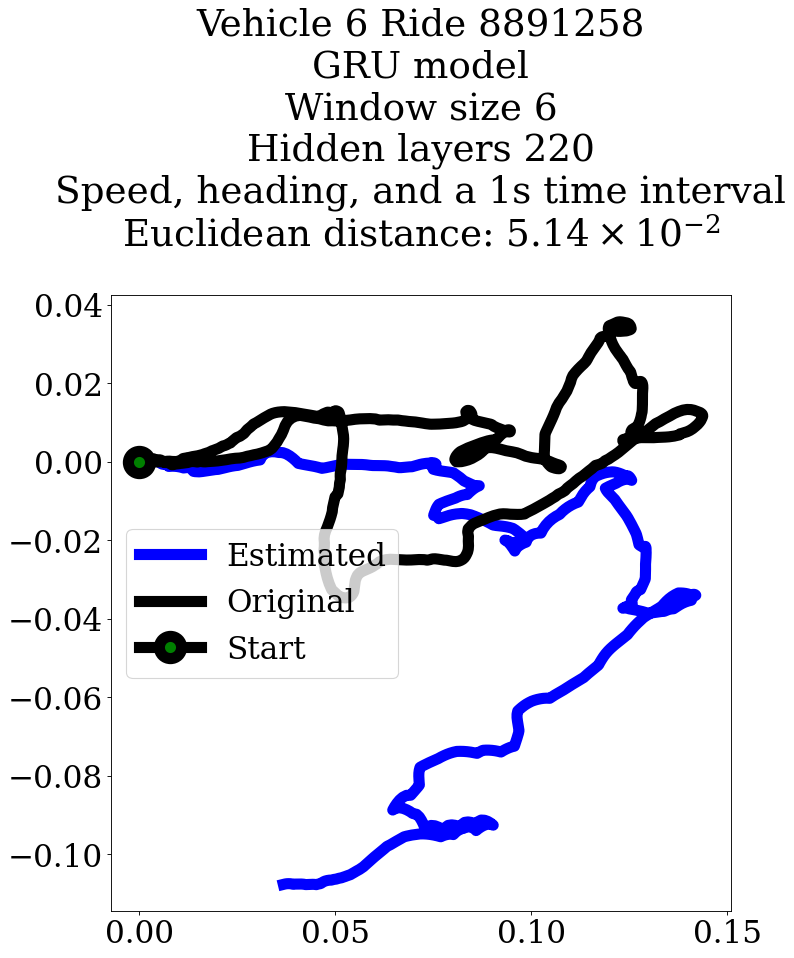 Vehicle 6 Ride 8891258
GRU model
Window size 6
Hidden layers 220
Speed, heading, and a 1s time interval
Euclidean distance: 5.14 × 10⁻²
0.04
0.02
0.00
−0.02
−0.04
−0.06
−0.08
−0.10
Estimated
Original
Start
0.00 0.05 0.10 0.15